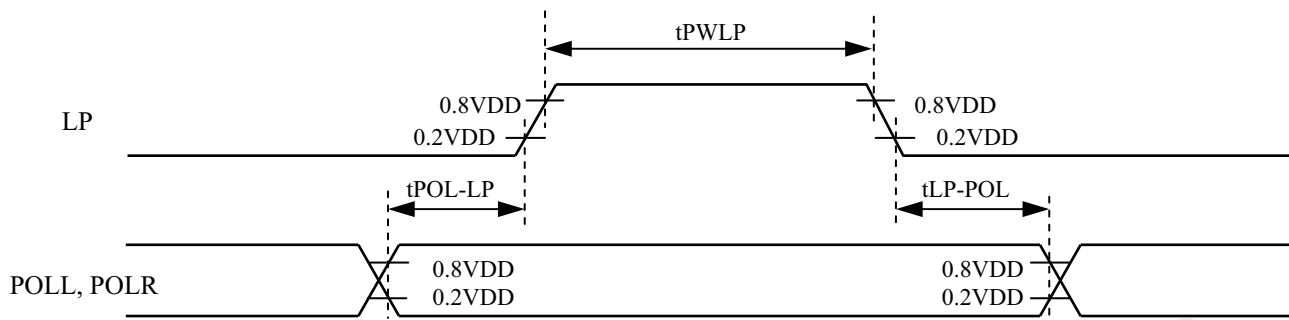 tPWLP
0.8VDD 0.8VDD
LP
0.2VDD 0.2VDD
tPOL-LP tLP-POL
0.8VDD 0.8VDD
POLL, POLR
0.2VDD 0.2VDD